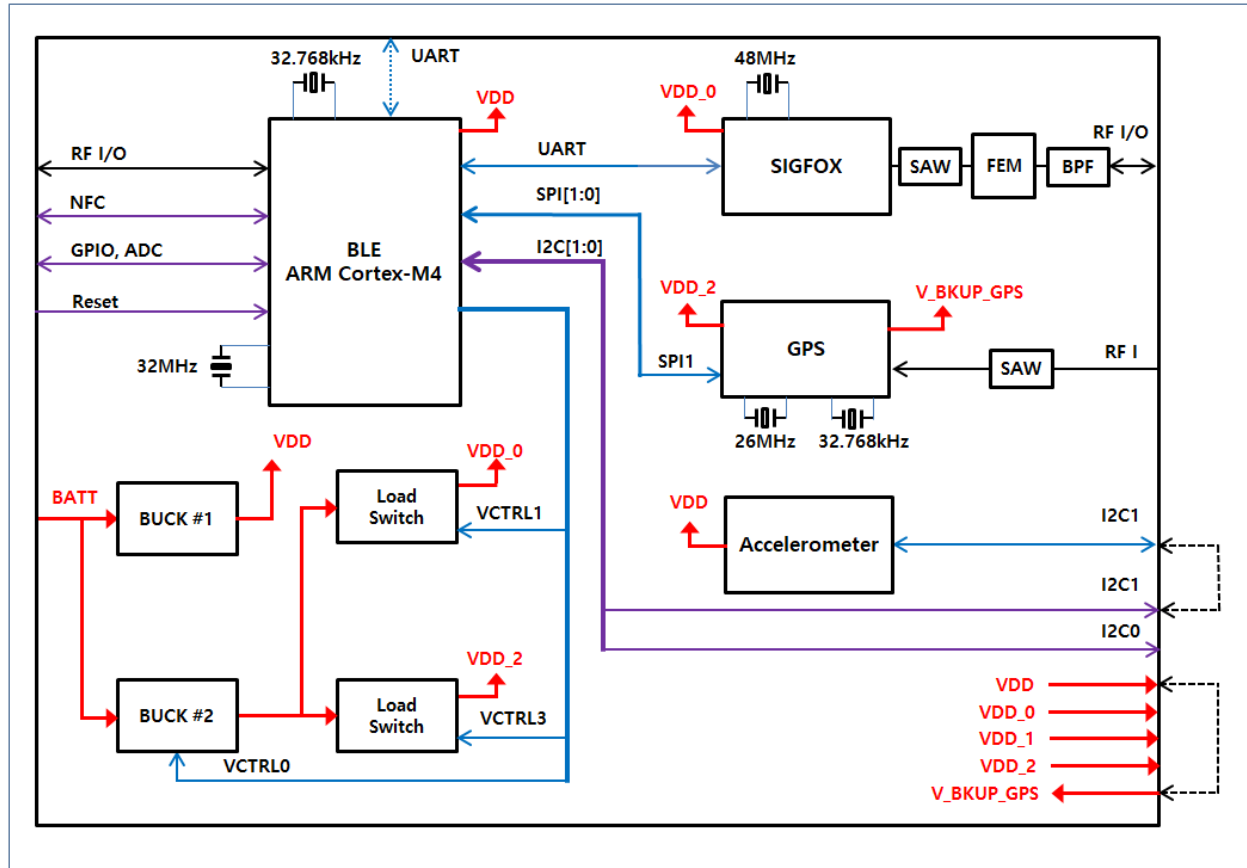 32.768kHz
UART
48MHz
VDD
VDD_0
RF I/O
UART
SIGFOX
SAW
FEM
BPF
RF I/O
NFC
SPI[1:0]
GPIO, ADC
BLE
ARM Cortex-M4
I2C[1:0]
Reset
VDD_2
V_BKUP_GPS
GPS
32MHz
SPI1
SAW
RF I
26MHz
32.768kHz
VDD
VDD_0
BATT
BUCK #1
Load
Switch
VCTRL1
VDD
Accelerometer
I2C1
I2C1
I2C0
VDD_2
BUCK #2
Load
Switch
VCTRL3
VCTRL0
VDD
VDD_0
VDD_1
VDD_2
V_BKUP_GPS